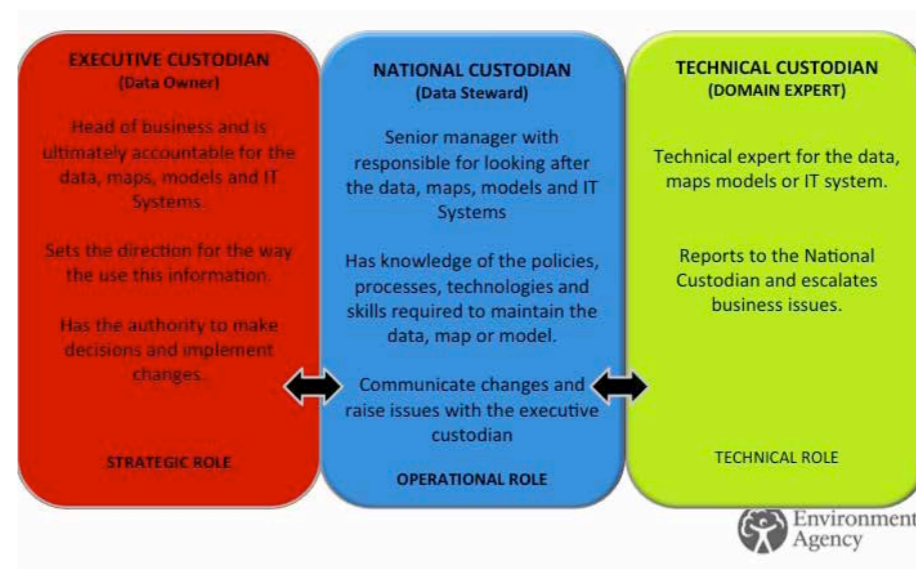 EXECUTIVE CUSTODIAN
(Data Owner)
Head of business and is
ultimately accountable for the
data, maps, models and IT
Systems.
Sets the direction for the way
the use this information.
Has the authority to make
decisions and implement
changes.
STRATEGIC ROLE
NATIONAL CUSTODIAN
(Data Steward)
Senior manager with
responsible for looking after
the data, maps, models and IT
Systems
Has knowledge of the policies,
processes, technologies and
skills required to maintain the
data, map or model.
Communicate changes and
raise issues with the executive
custodian
OPERATIONAL ROLE
TECHNICAL CUSTODIAN
(DOMAIN EXPERT)
Technical expert for the data,
maps models or IT system.
Reports to the National
Custodian and escalates
business issues.
TECHNICAL ROLE
Environment
Agency